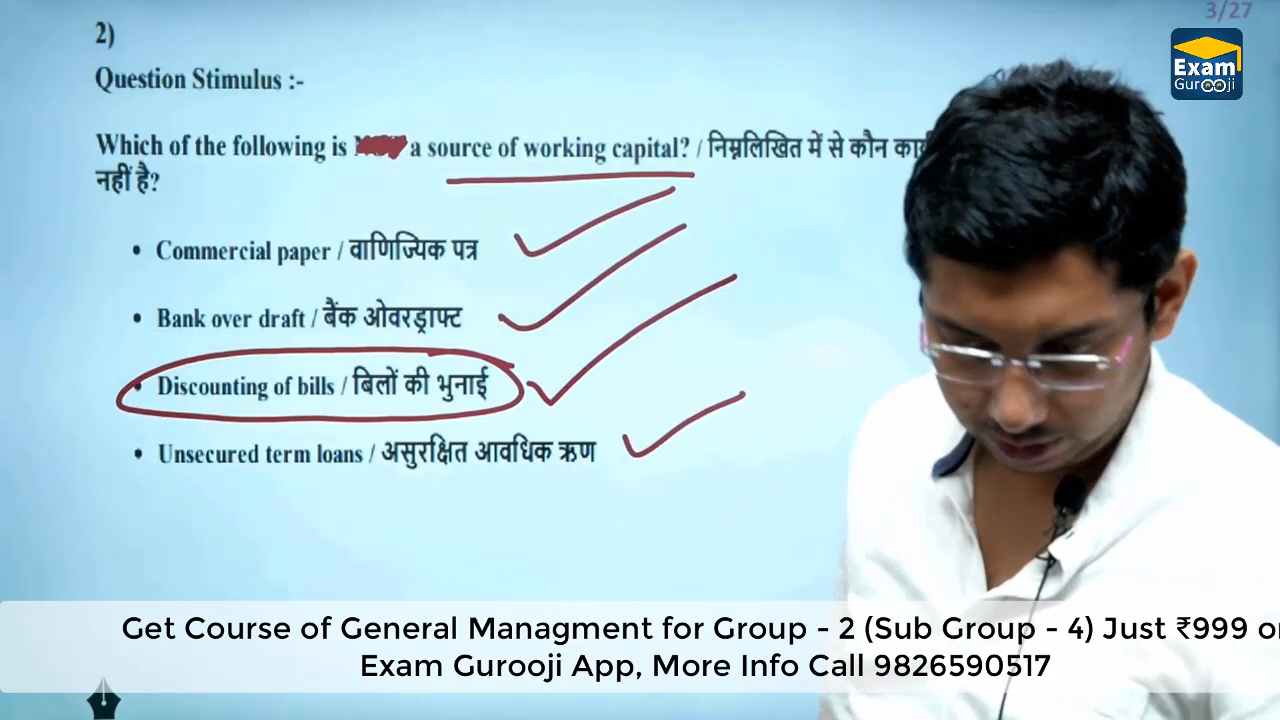 3/27
2)
Exam
Gurooji
Question Stimulus :-
Which of the following is a source of working capital? / निम्नलिखित में से कौन
नहीं है?
• Commercial paper / वाणिज्यिक पत्र
• Bank over draft / बैंक ओवरड्राफ्ट
• Discounting of bills / बिलों की भुनाई
• Unsecured term loans / असुरक्षित आवधिक ऋण
Get Course of General Managment for Group - 2 (Sub Group - 4) Just ₹999
Exam Gurooji App, More Info Call 9826590517